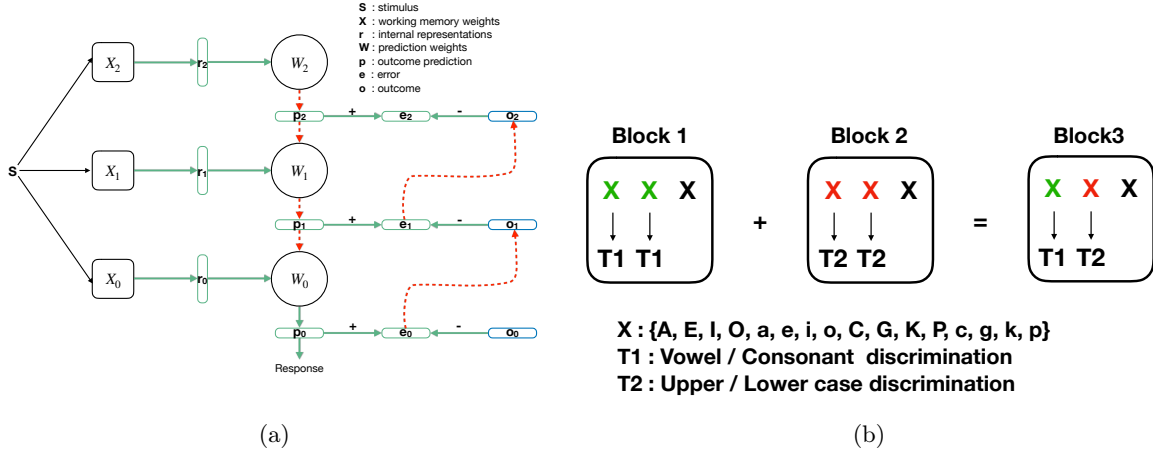 S : stimulus
X : working memory weights
r : internal representations
W : prediction weights
p : outcome prediction
e : error
o : outcome
X2 r2 W2
p2 + e2 - o2
S X1 r1 W1
p1 + e1 - o1
X0 r0 W0
p0 + e0 - o0
Response
(a)
Block 1 Block 2 Block3
X X X + X X X = X X X
T1 T1 T2 T2 T1 T2
X : {A, E, I, O, a, e, i, o, C, G, K, P, c, g, k, p}
T1 : Vowel / Consonant discrimination
T2 : Upper / Lower case discrimination
(b)